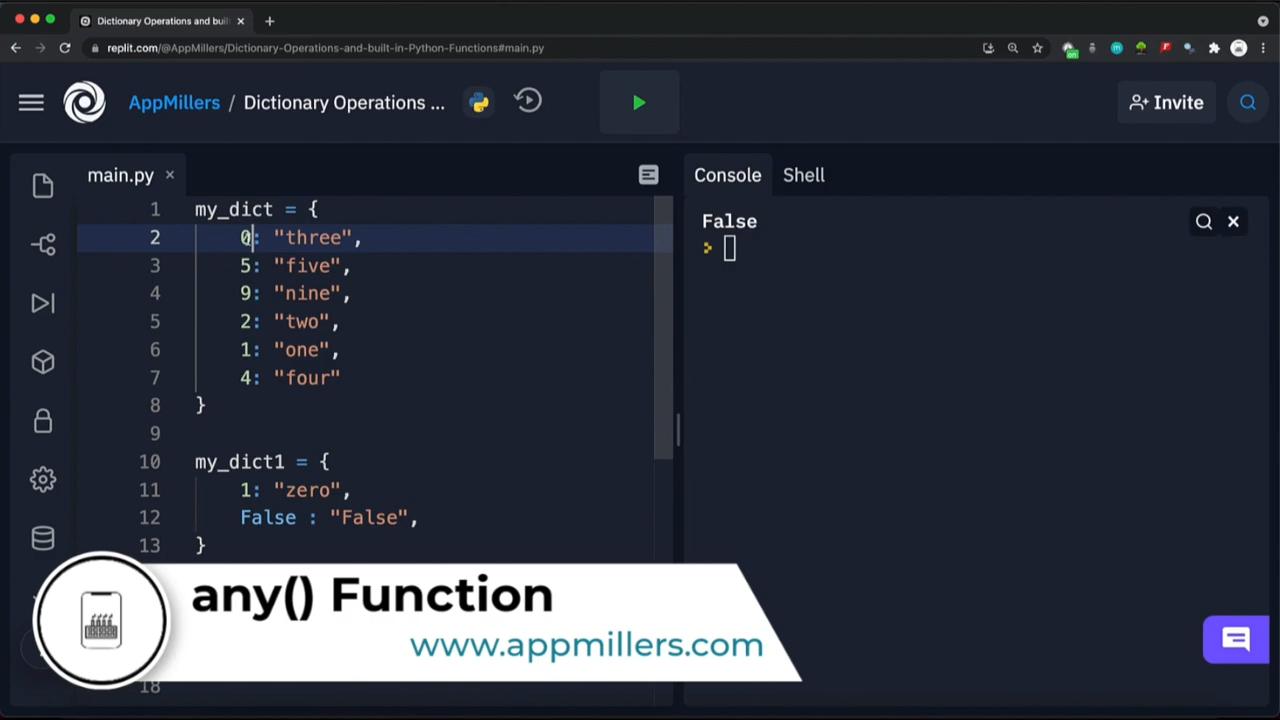 Dictionary Operations and buil
replit.com/@AppMillers/Dictionary-Operations-and-built-in-Python-Functions#main.py
AppMillers / Dictionary Operations ...
Invite
main.py
Console
Shell
1 my_dict = {
2 0: "three",
3 5: "five",
4 9: "nine",
5 2: "two",
6 1: "one",
7 4: "four"
8 }
9
10 my_dict1 = {
11 1: "zero",
12 False : "False",
13 }
18
False
any() Function
www.appmillers.com